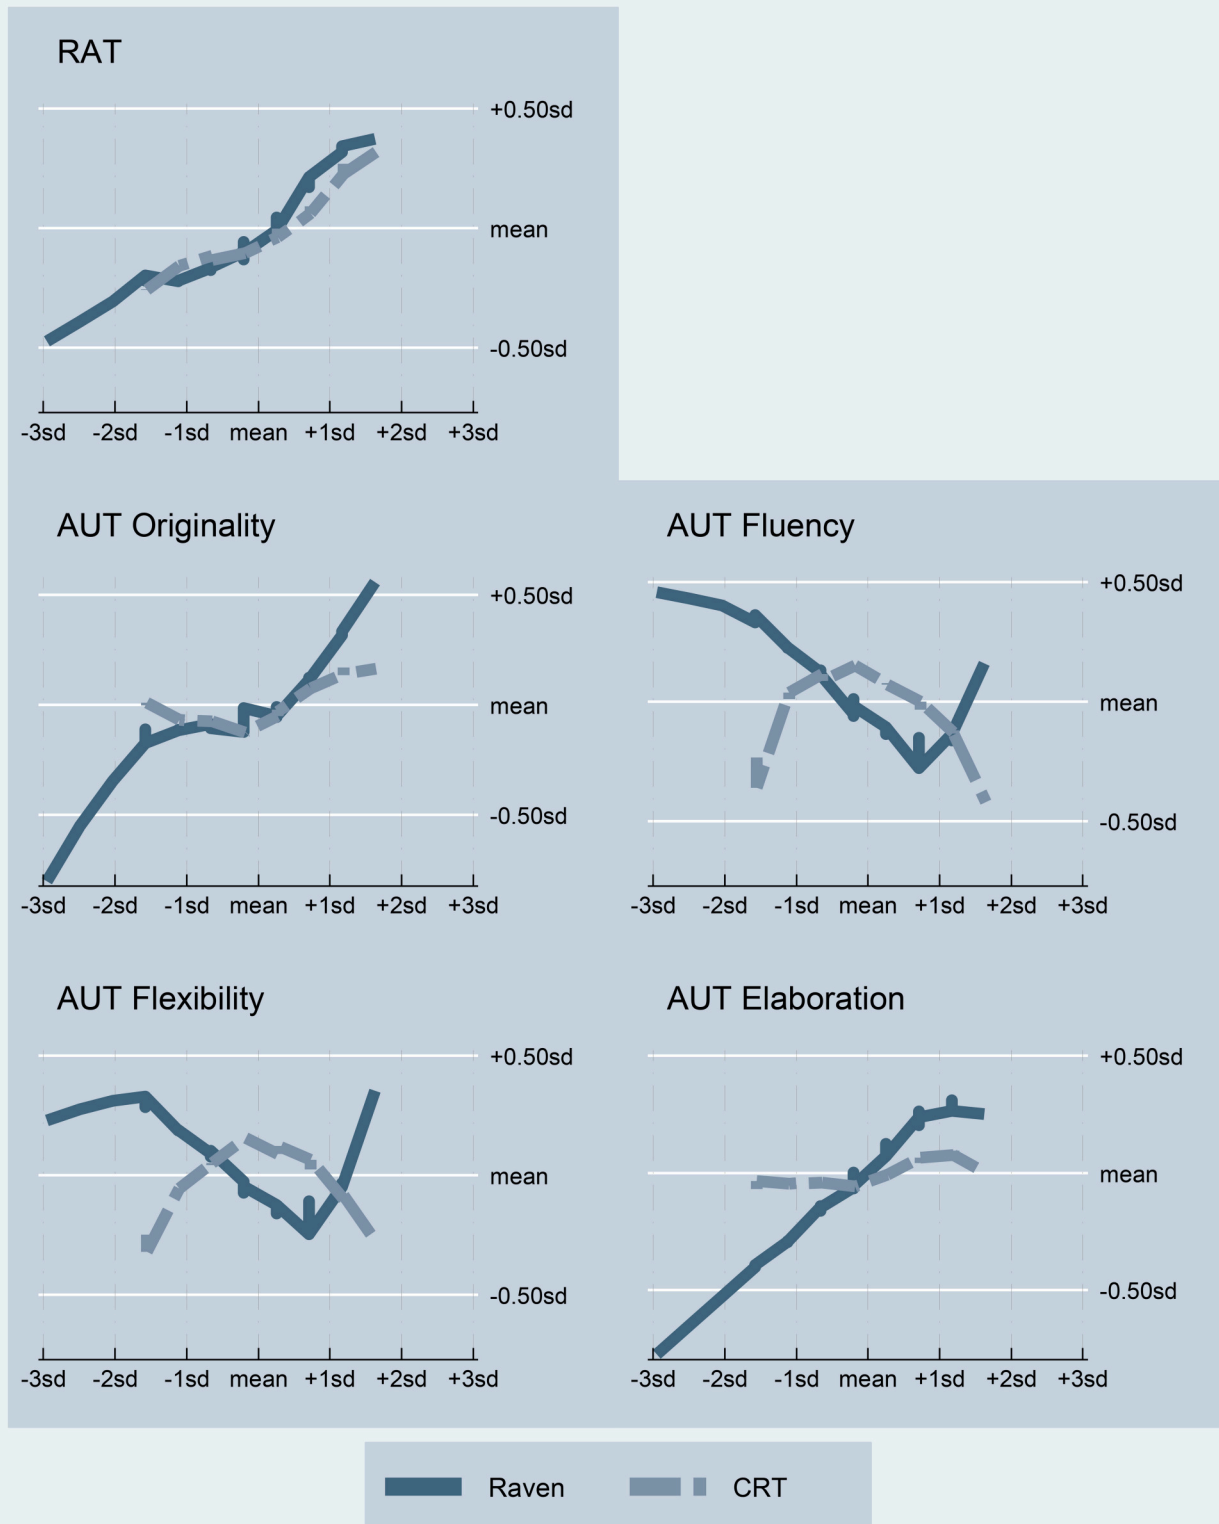 RAT
+0.50sd
mean
-0.50sd
-3sd -2sd -1sd mean +1sd +2sd +3sd
AUT Originality
+0.50sd
mean
-0.50sd
-3sd -2sd -1sd mean +1sd +2sd +3sd
AUT Fluency
+0.50sd
mean
-0.50sd
-3sd -2sd -1sd mean +1sd +2sd +3sd
AUT Flexibility
+0.50sd
mean
-0.50sd
-3sd -2sd -1sd mean +1sd +2sd +3sd
AUT Elaboration
+0.50sd
mean
-0.50sd
-3sd -2sd -1sd mean +1sd +2sd +3sd
Raven CRT